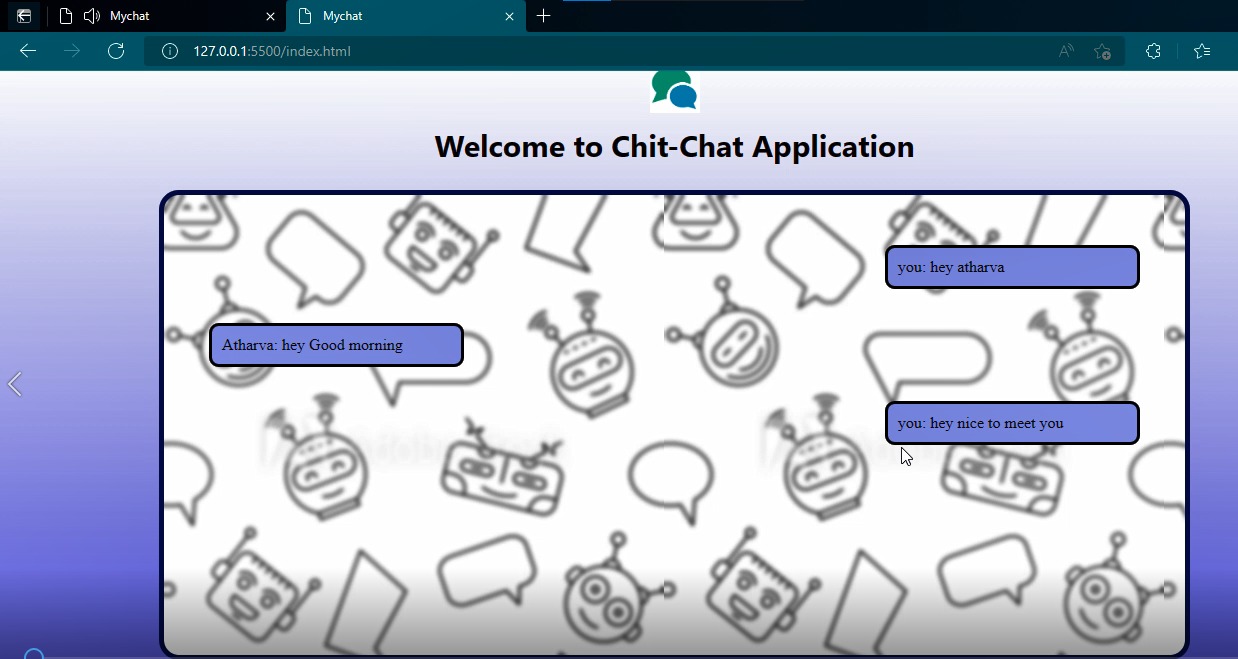 Mychat
Mychat
127.0.0.1:5500/index.html
Welcome to Chit-Chat Application
you: hey atharva
Atharva: hey Good morning
you: hey nice to meet you